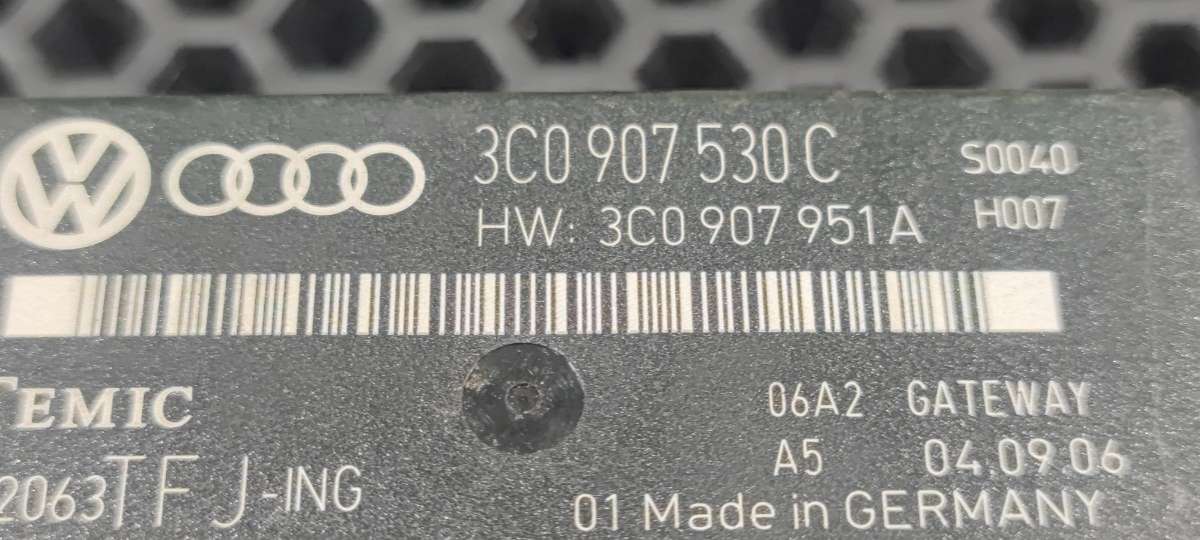 3C0 907 530 C S0040
HW: 3C0 907 951 A H007
TEMIC
06A2 GATEWAY
A5 04.09.06
2063TFJ-ING
01 Made in GERMANY